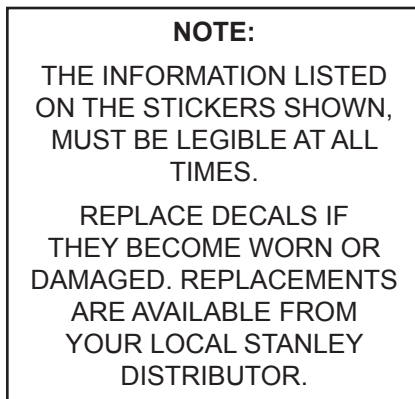 NOTE:
THE INFORMATION LISTED
ON THE STICKERS SHOWN,
MUST BE LEGIBLE AT ALL
TIMES.
REPLACE DECALS IF
THEY BECOME WORN OR
DAMAGED. REPLACEMENTS
ARE AVAILABLE FROM
YOUR LOCAL STANLEY
DISTRIBUTOR.